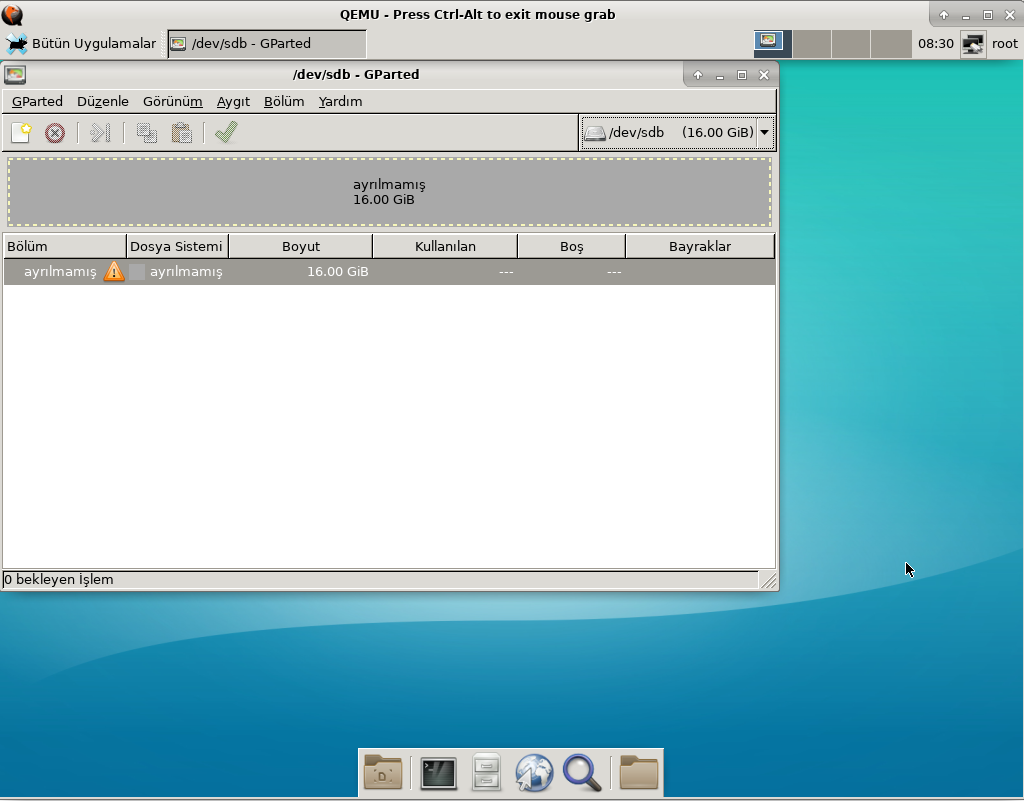 QEMU - Press Ctrl-Alt to exit mouse grab
Bütün Uygulamalar /dev/sdb - GParted 08:30 root
/dev/sdb - GParted
GParted Düzenle Görünüm Aygıt Bölüm Yardım
/dev/sdb (16.00 GiB)
ayrılmamış
16.00 GiB
Bölüm Dosya Sistemi Boyut Kullanılan Boş Bayraklar
ayrılmamış ayrılmamış 16.00 GiB --- ---
0 bekleyen İşlem